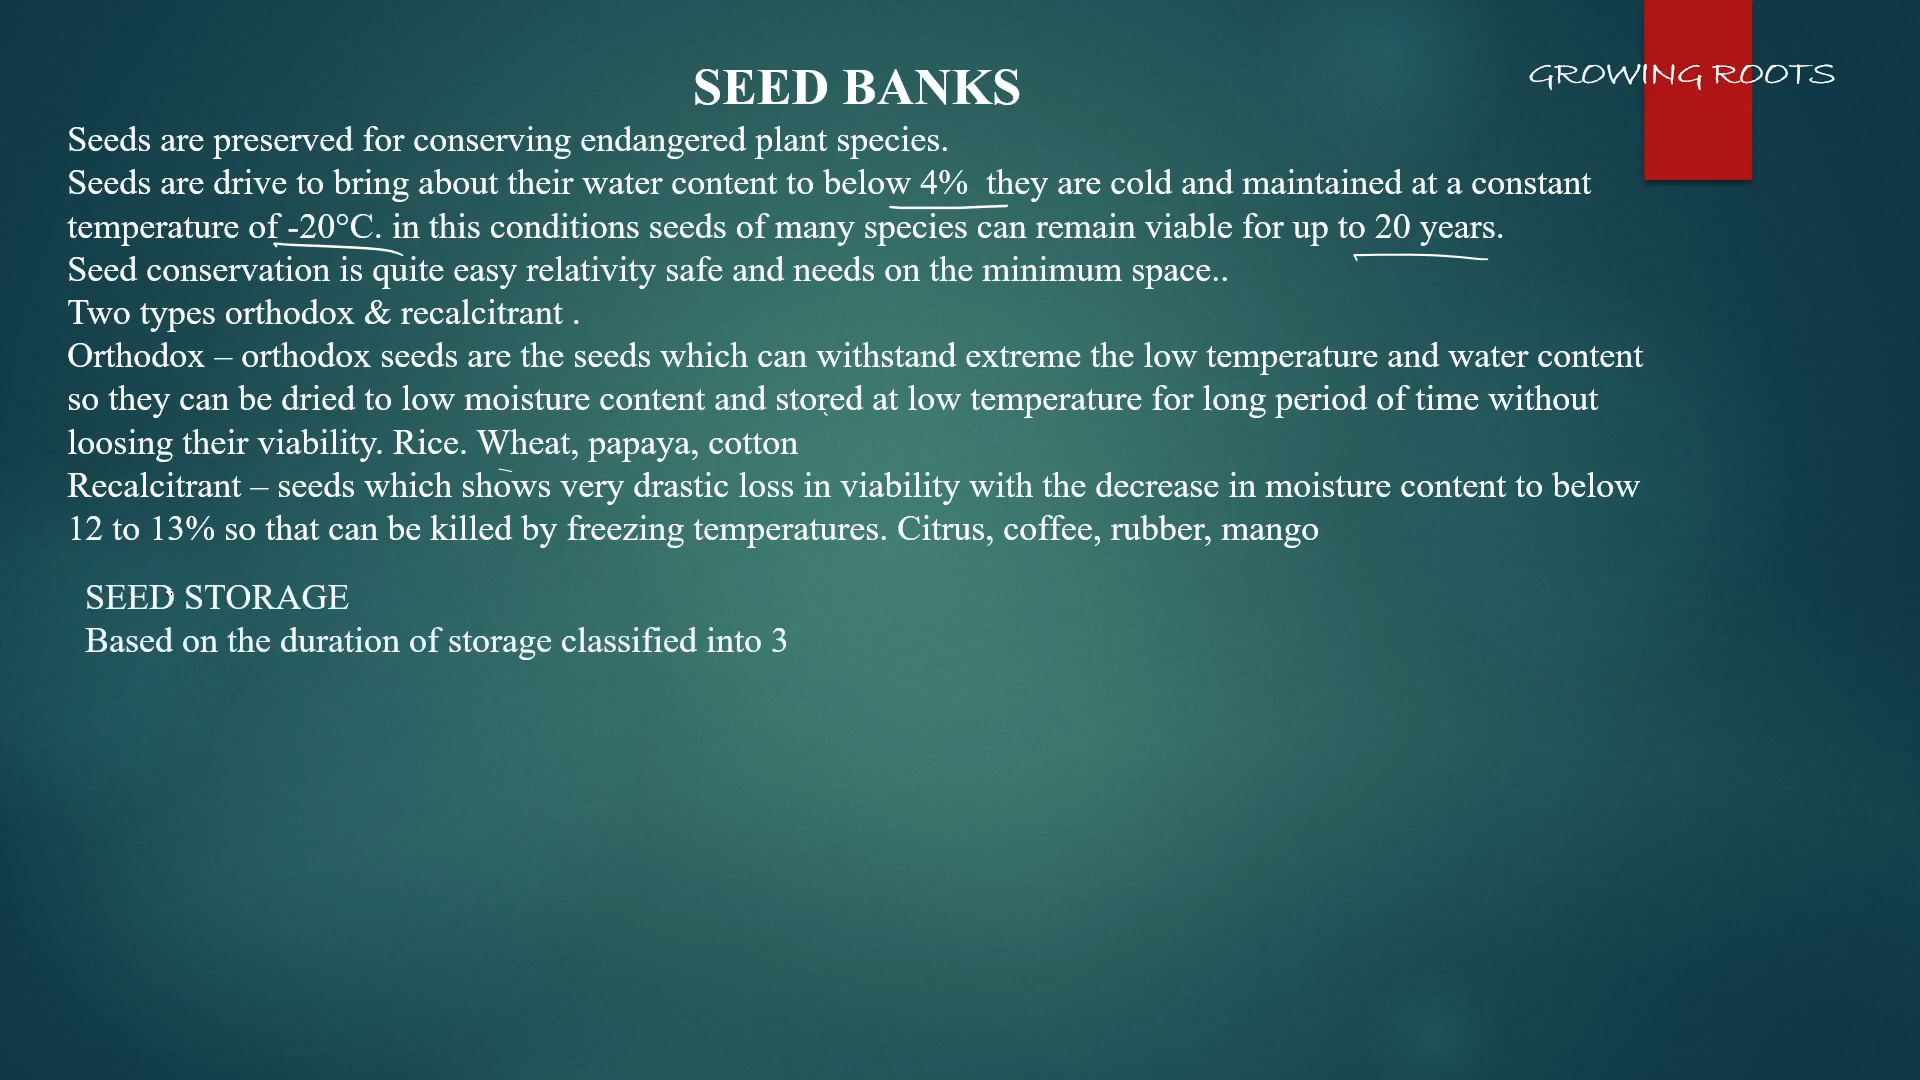 SEED BANKS
GROWING ROOTS
Seeds are preserved for conserving endangered plant species.
Seeds are drive to bring about their water content to below 4% they are cold and maintained at a constant
temperature of -20°C. in this conditions seeds of many species can remain viable for up to 20 years.
Seed conservation is quite easy relativity safe and needs on the minimum space..
Two types orthodox & recalcitrant .
Orthodox – orthodox seeds are the seeds which can withstand extreme the low temperature and water content
so they can be dried to low moisture content and stored at low temperature for long period of time without
loosing their viability. Rice. Wheat, papaya, cotton
Recalcitrant – seeds which shows very drastic loss in viability with the decrease in moisture content to below
12 to 13% so that can be killed by freezing temperatures. Citrus, coffee, rubber, mango
SEED STORAGE
Based on the duration of storage classified into 3